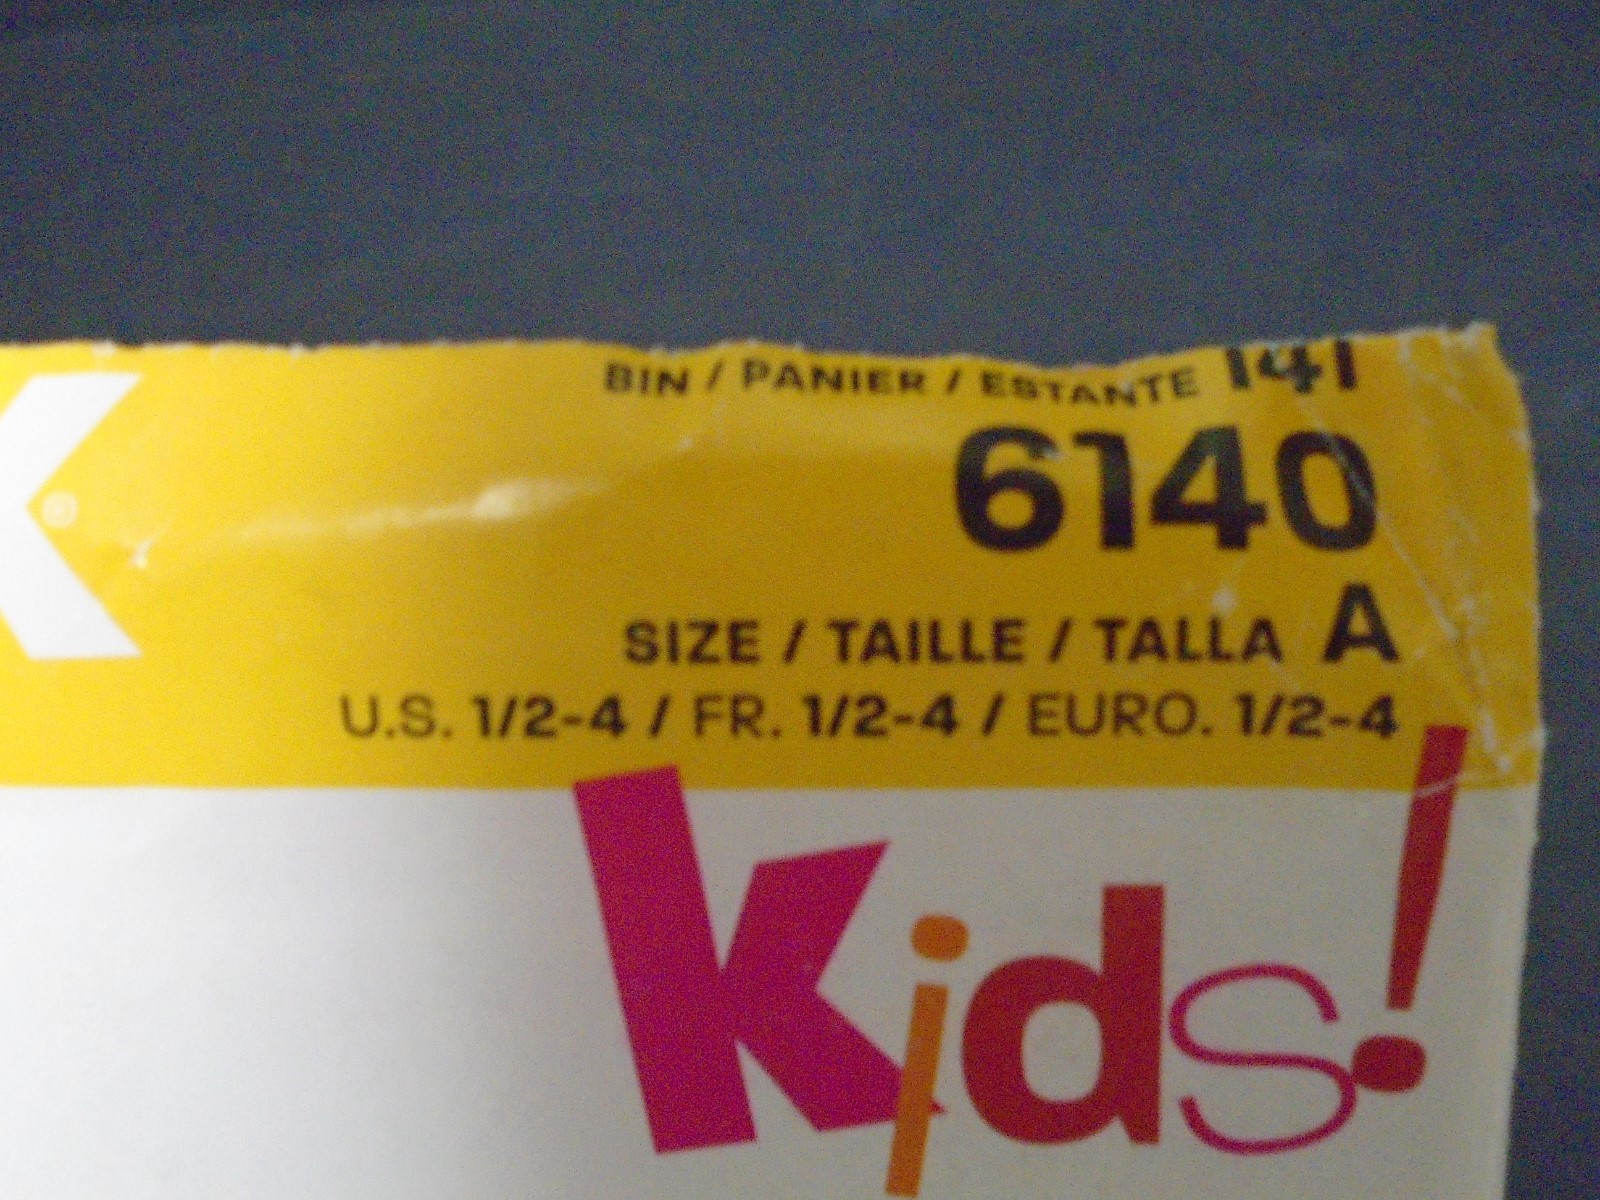 K
BIN / PANIER / ESTANTE 141
6140
SIZE / TAILLE / TALLA A
U.S. 1/2-4 / FR. 1/2-4 / EURO. 1/2-4
Kids!